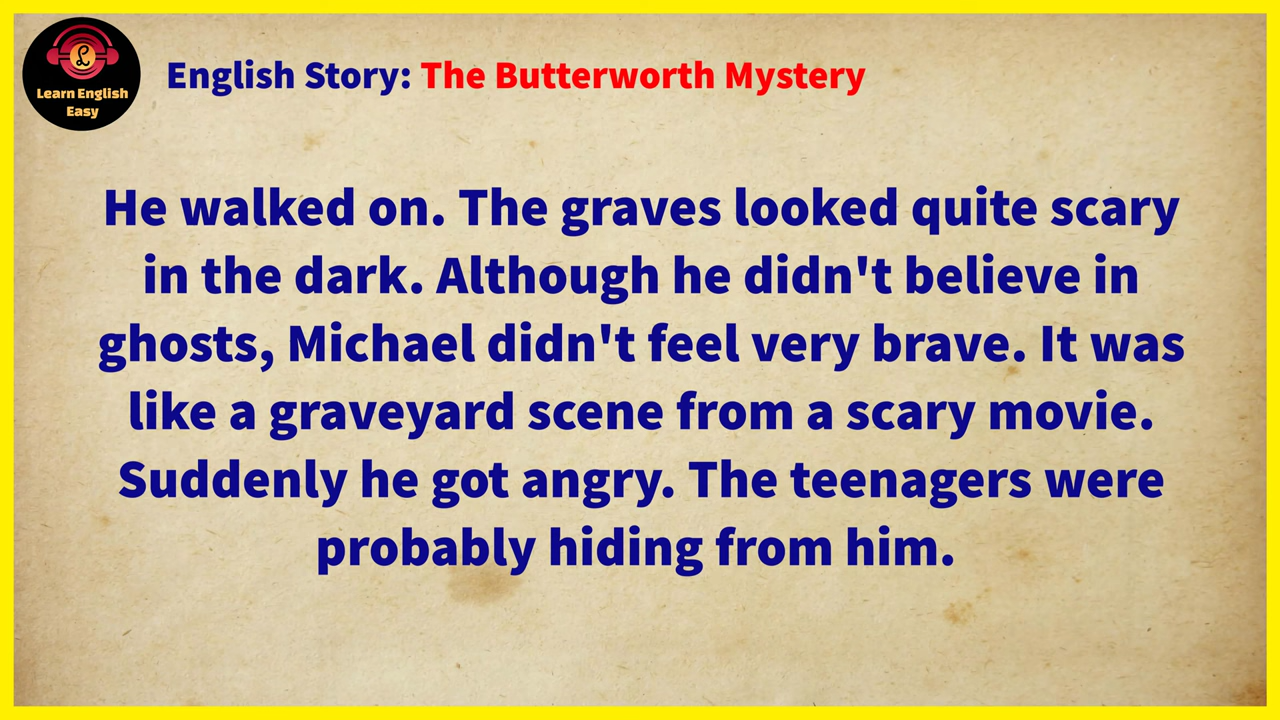 Learn English
Easy
English Story: The Butterworth Mystery
He walked on. The graves looked quite scary
in the dark. Although he didn't believe in
ghosts, Michael didn't feel very brave. It was
like a graveyard scene from a scary movie.
Suddenly he got angry. The teenagers were
probably hiding from him.